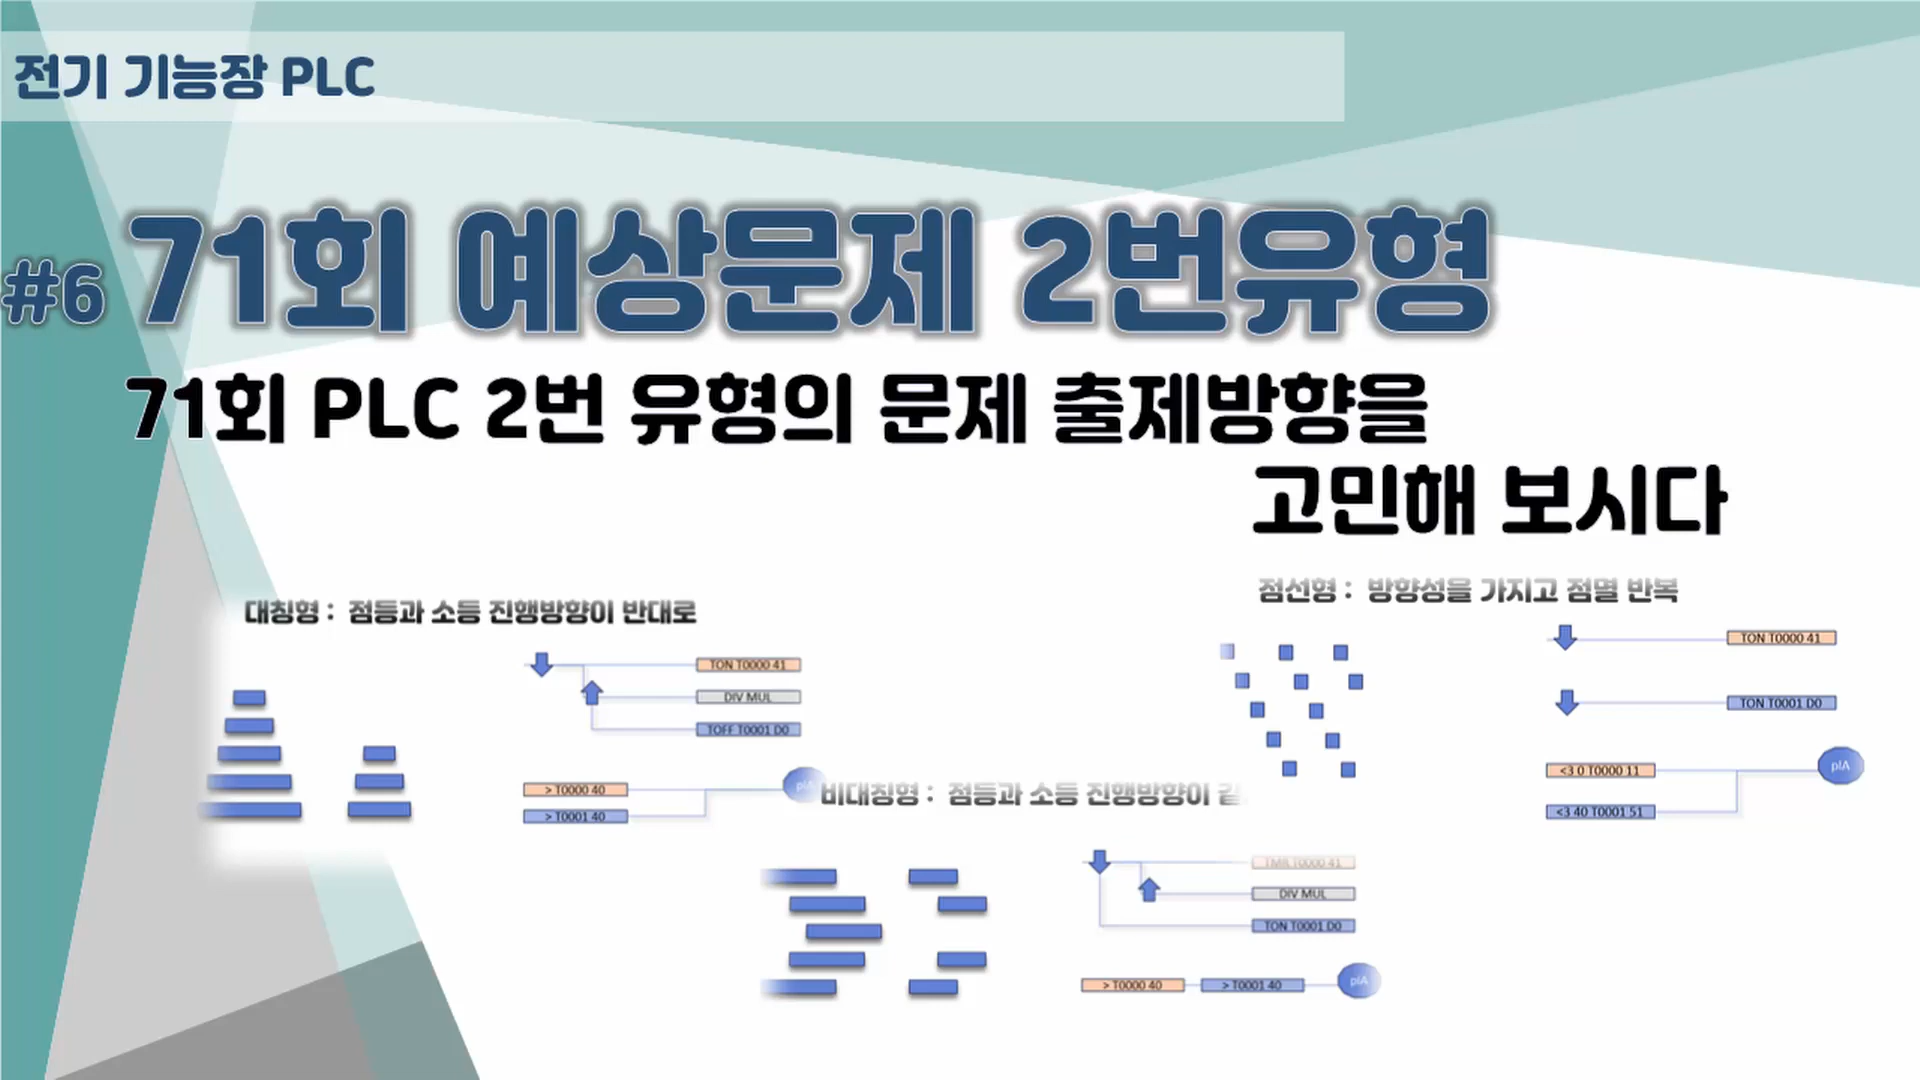 전기 기능장 PLC
#6 71회 예상문제 2번유형
71회 PLC 2번 유형의 문제 출제방향을
고민해 보시다
대칭형 : 점등과 소등 진행방향이 반대로
TON T0000 41
DIV MUL
TOFF T0001 D0
> T0000 40
> T0001 40
plA
점선형 : 방향성을 가지고 점멸 반복
TON T0000 41
TON T0001 D0
<3 0 T0000 11
<3 40 T0001 51
plA
비대칭형 : 점등과 소등 진행방향이
TMR T0000 41
DIV MUL
TON T0001 D0
> T0000 40
> T0001 40
plA